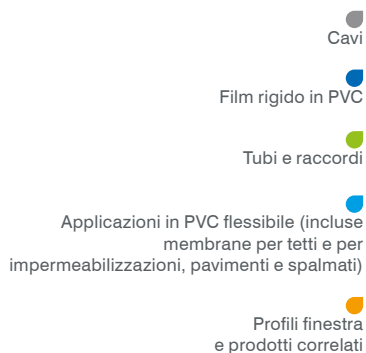 Cavi
Film rigido in PVC
Tubi e raccordi
Applicazioni in PVC flessibile (incluse
membrane per tetti e per
impermeabilizzazioni, pavimenti e spalmati)
Profili finestra
e prodotti correlati